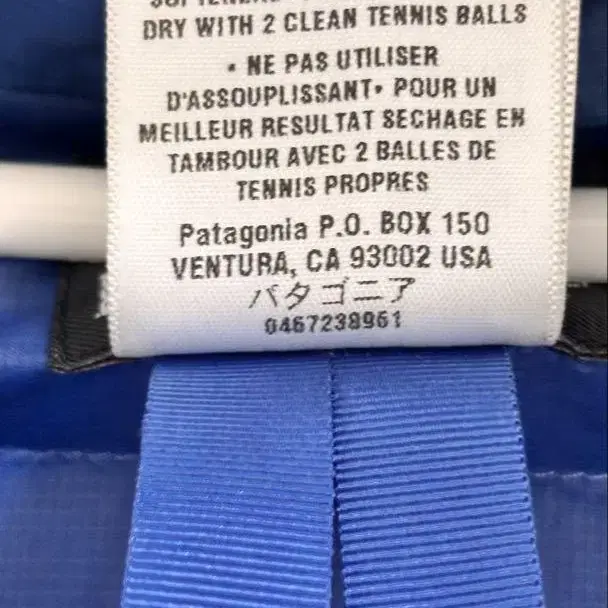 DRY WITH 2 CLEAN TENNIS BALLS
• NE PAS UTILISER
D'ASSOUPLISSANT• POUR UN
MEILLEUR RESULTAT SECHAGE EN
TAMBOUR AVEC 2 BALLES DE
TENNIS PROPRES
Patagonia P.O. BOX 150
VENTURA, CA 93002 USA
パタゴニア
0467238961